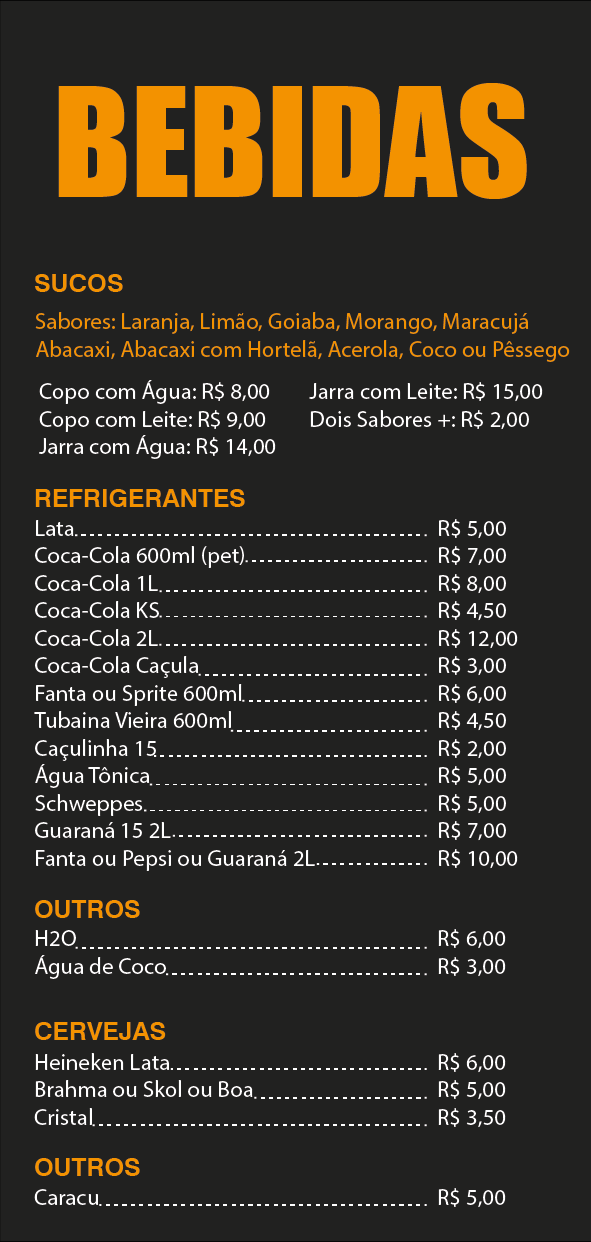 BEBIDAS
SUCOS
Sabores: Laranja, Limão, Goiaba, Morango, Maracujá
Abacaxi, Abacaxi com Hortelã, Acerola, Coco ou Pêssego
Copo com Água: R$ 8,00 Jarra com Leite: R$ 15,00
Copo com Leite: R$ 9,00 Dois Sabores +: R$ 2,00
Jarra com Água: R$ 14,00
REFRIGERANTES
Lata R$ 5,00
Coca-Cola 600ml (pet) R$ 7,00
Coca-Cola 1L R$ 8,00
Coca-Cola KS R$ 4,50
Coca-Cola 2L R$ 12,00
Coca-Cola Caçula R$ 3,00
Fanta ou Sprite 600ml R$ 6,00
Tubaina Vieira 600ml R$ 4,50
Caçulinha 15 R$ 2,00
Água Tônica R$ 5,00
Schweppes R$ 5,00
Guaraná 15 2L R$ 7,00
Fanta ou Pepsi ou Guaraná 2L R$ 10,00
OUTROS
H2O R$ 6,00
Água de Coco R$ 3,00
CERVEJAS
Heineken Lata R$ 6,00
Brahma ou Skol ou Boa R$ 5,00
Cristal R$ 3,50
OUTROS
Caracu R$ 5,00